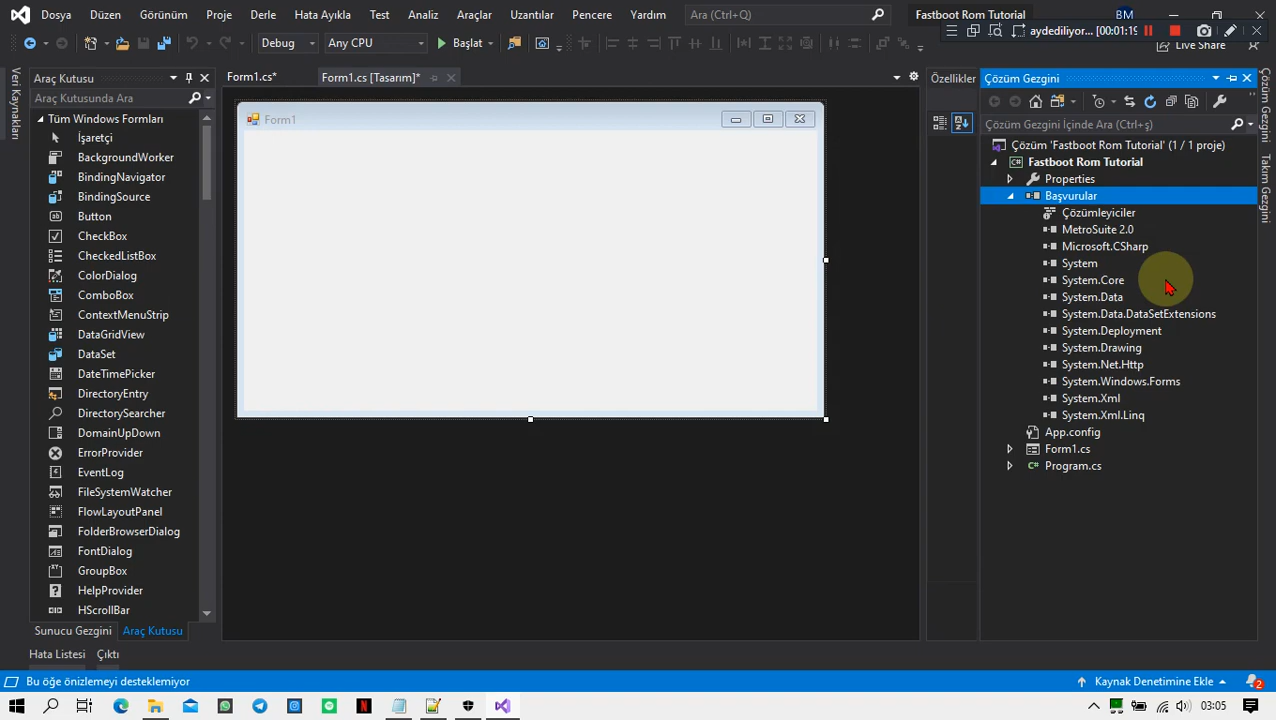 Dosya Düzen Görünüm Proje Derle Hata Ayıkla Test Analiz Araçlar Uzantılar Pencere Yardım Ara (Ctrl+Q) Fastboot Rom Tutorial BM
Debug Any CPU Başlat aydediliyor... [00:01:19
Live Share
Veri Kaynakları
Araç Kutusu
Araç Kutusunda Ara
Tüm Windows Formları
İşaretçi
BackgroundWorker
BindingNavigator
BindingSource
Button
CheckBox
CheckedListBox
ColorDialog
ComboBox
ContextMenuStrip
DataGridView
DataSet
DateTimePicker
DirectoryEntry
DirectorySearcher
DomainUpDown
ErrorProvider
EventLog
FileSystemWatcher
FlowLayoutPanel
FolderBrowserDialog
FontDialog
GroupBox
HelpProvider
HScrollBar
Sunucu Gezgini Araç Kutusu
Form1.cs* Form1.cs [Tasarım]*
Form1
Özellikler
Çözüm Gezgini
Çözüm Gezgini İçinde Ara (Ctrl+ş)
Çözüm 'Fastboot Rom Tutorial' (1 / 1 proje)
Fastboot Rom Tutorial
Properties
Başvurular
Çözümleyiciler
MetroSuite 2.0
Microsoft.CSharp
System
System.Core
System.Data
System.Data.DataSetExtensions
System.Deployment
System.Drawing
System.Net.Http
System.Windows.Forms
System.Xml
System.Xml.Linq
App.config
Form1.cs
Program.cs
Çözüm Gezgini
Takım Gezgini
Hata Listesi Çıktı
Bu öğe önizlemeyi desteklemiyor Kaynak Denetimine Ekle 2
03:05